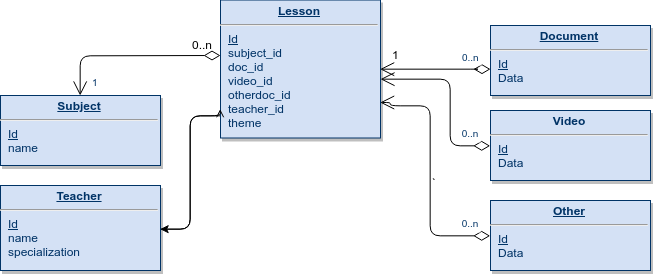 Lesson
Id
subject_id
doc_id
video_id
otherdoc_id
teacher_id
theme
0..n
1
Subject
Id
name
Teacher
Id
name
specialization
1
0..n
Document
Id
Data
0..n
Video
Id
Data
0..n
Other
Id
Data